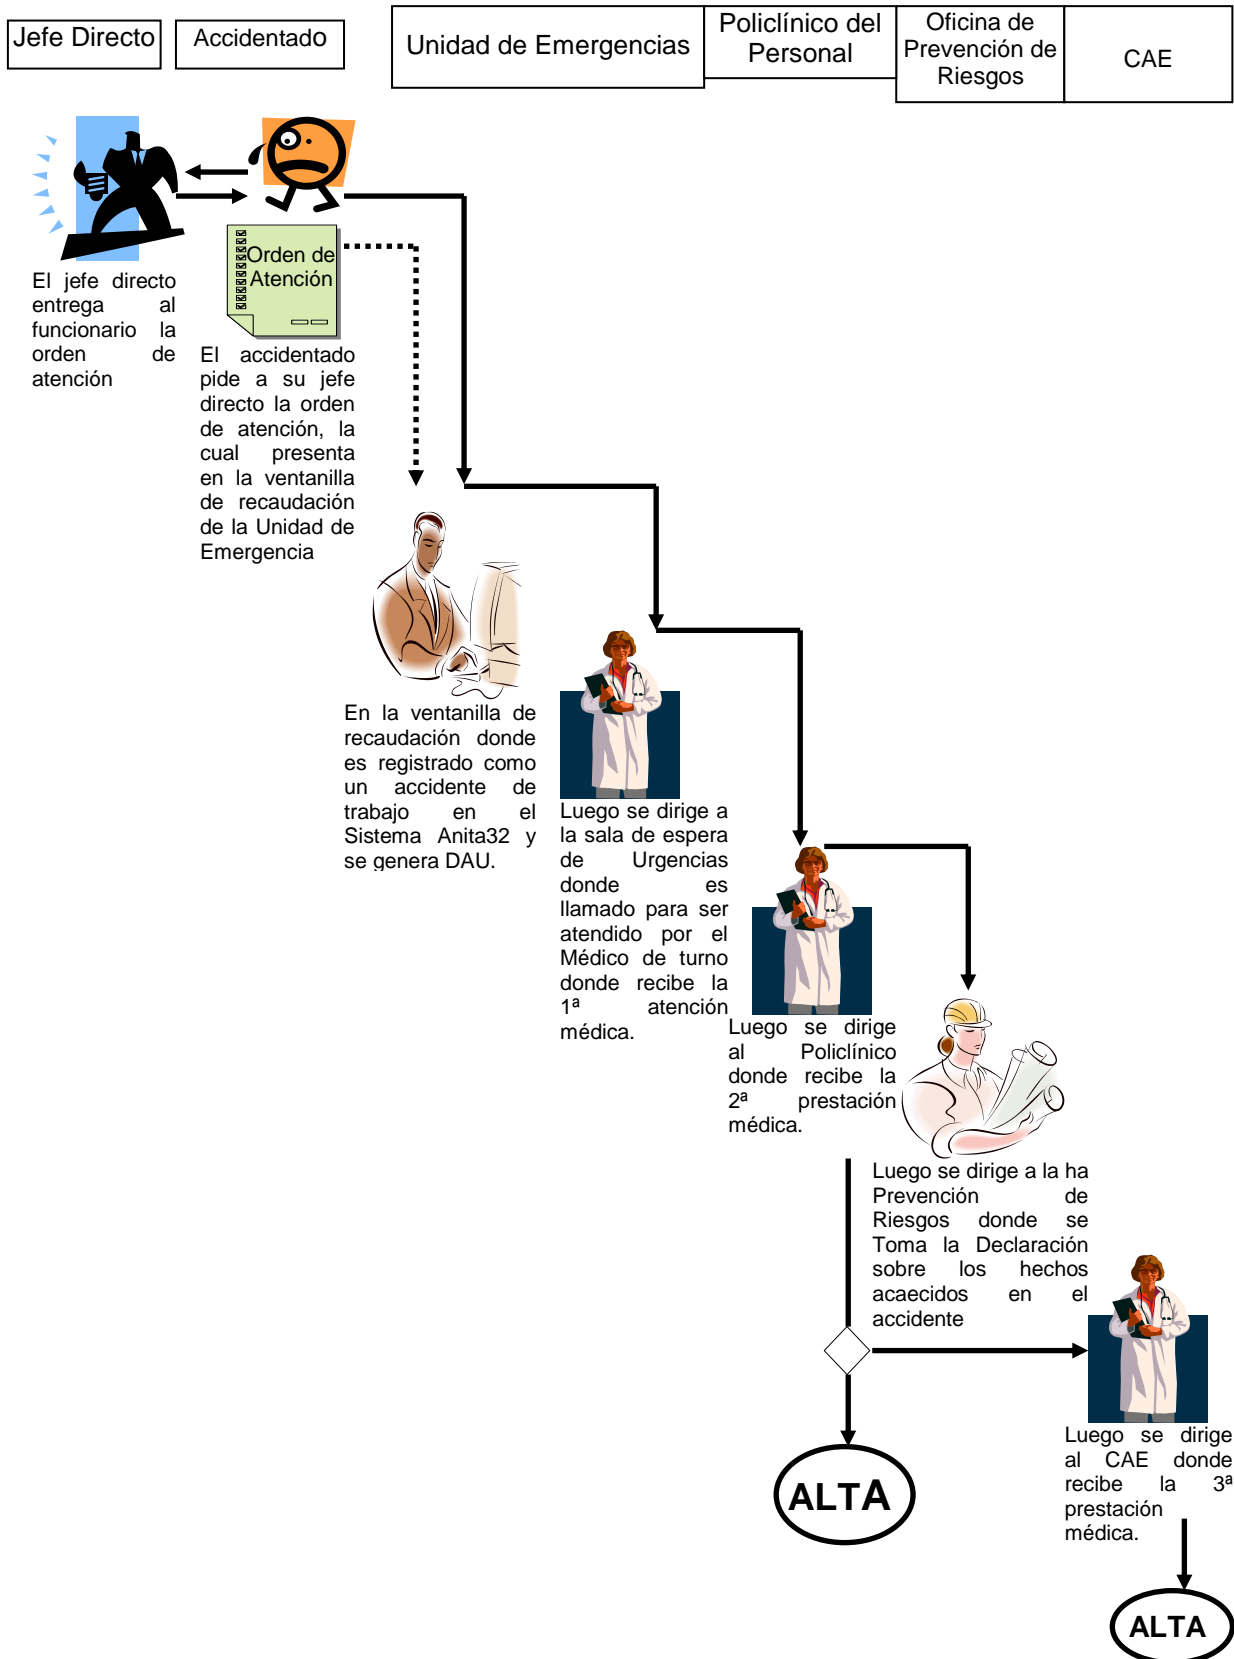 Jefe Directo
Accidentado
Unidad de Emergencias
Policlínico del
Personal
Oficina de
Prevención de
Riesgos
CAE
Orden de
Atención
El jefe directo
entrega al
funcionario la
orden de
atención
El accidentado
pide a su jefe
directo la orden
de atención, la
cual presenta
en la ventanilla
de recaudación
de la Unidad de
Emergencia
En la ventanilla de
recaudación donde
es registrado como
un accidente de
trabajo en el
Sistema Anita32 y
se genera DAU.
Luego se dirige a
la sala de espera
de Urgencias
donde es
llamado para ser
atendido por el
Médico de turno
donde recibe la
1ª atención
médica.
Luego se dirige
al Policlínico
donde recibe la
2ª prestación
médica.
Luego se dirige a la ha
Prevención de
Riesgos donde se
Toma la Declaración
sobre los hechos
acaecidos en el
accidente
Luego se dirige
al CAE donde
recibe la 3ª
prestación
médica.
ALTA
ALTA